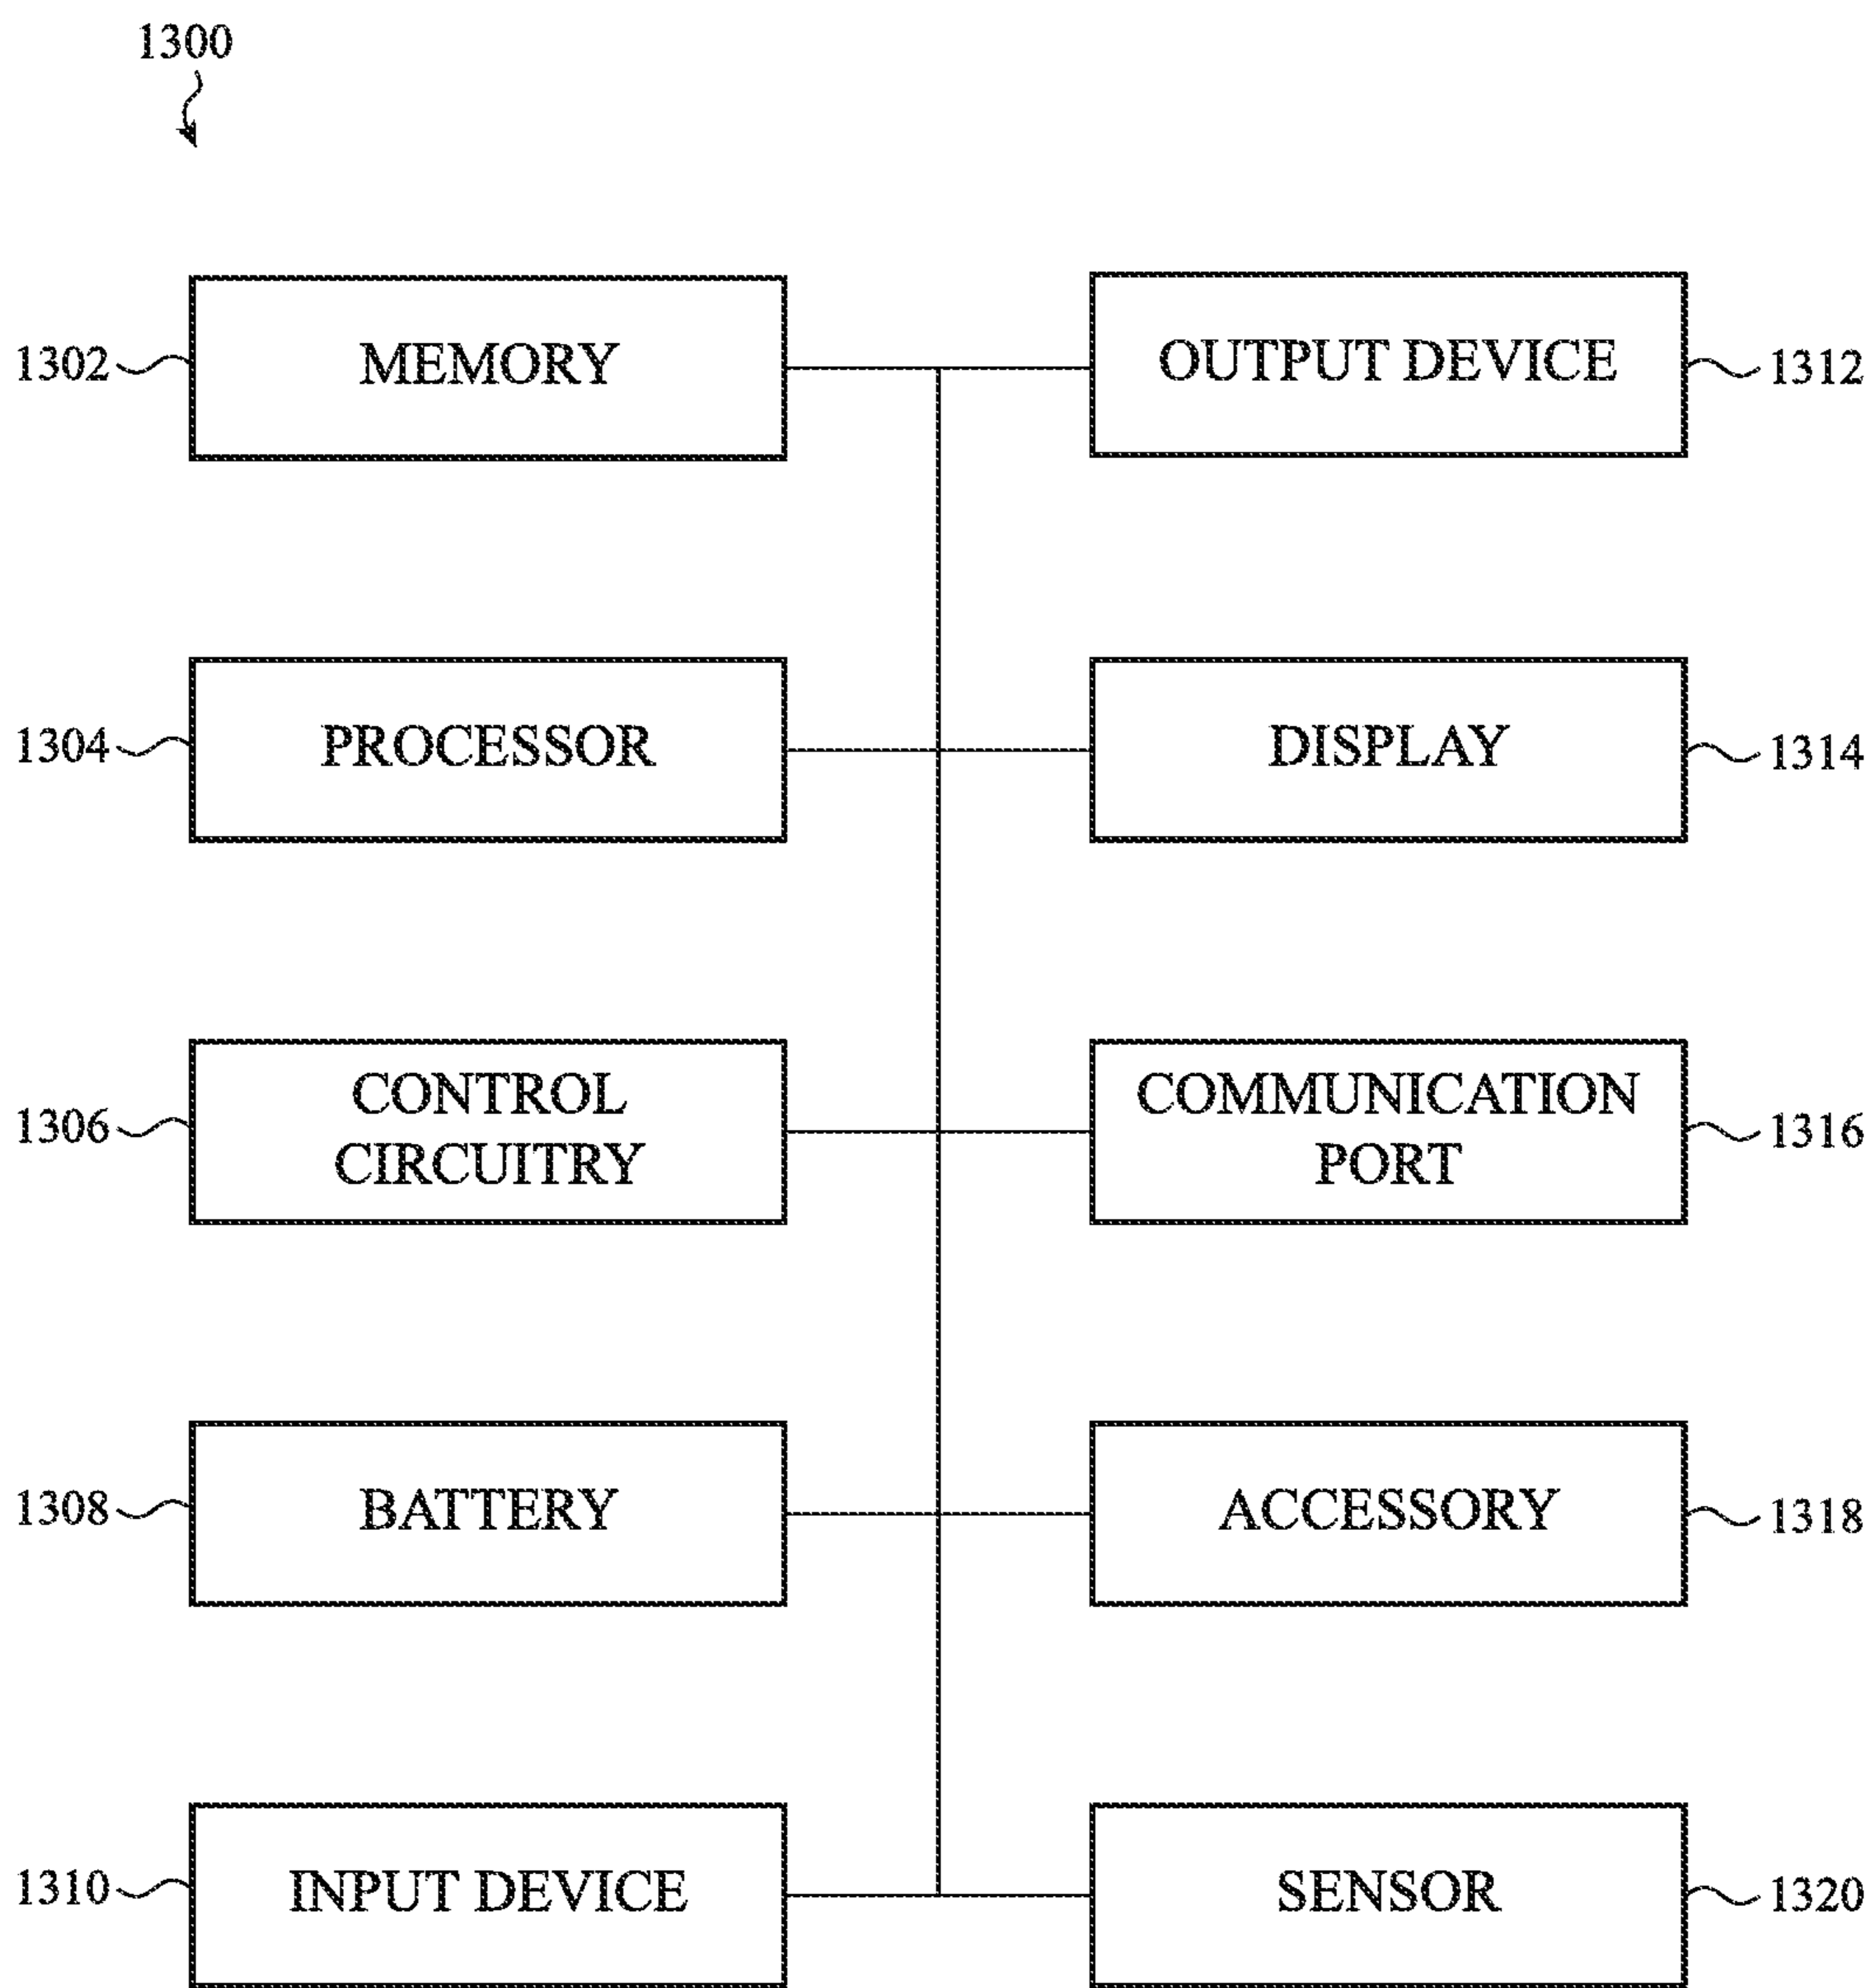 1300
1302
MEMORY
OUTPUT DEVICE
1312
1304
PROCESSOR
DISPLAY
1314
1306
CONTROL
CIRCUITRY
COMMUNICATION
PORT
1316
1308
BATTERY
ACCESSORY
1318
1310
INPUT DEVICE
SENSOR
1320